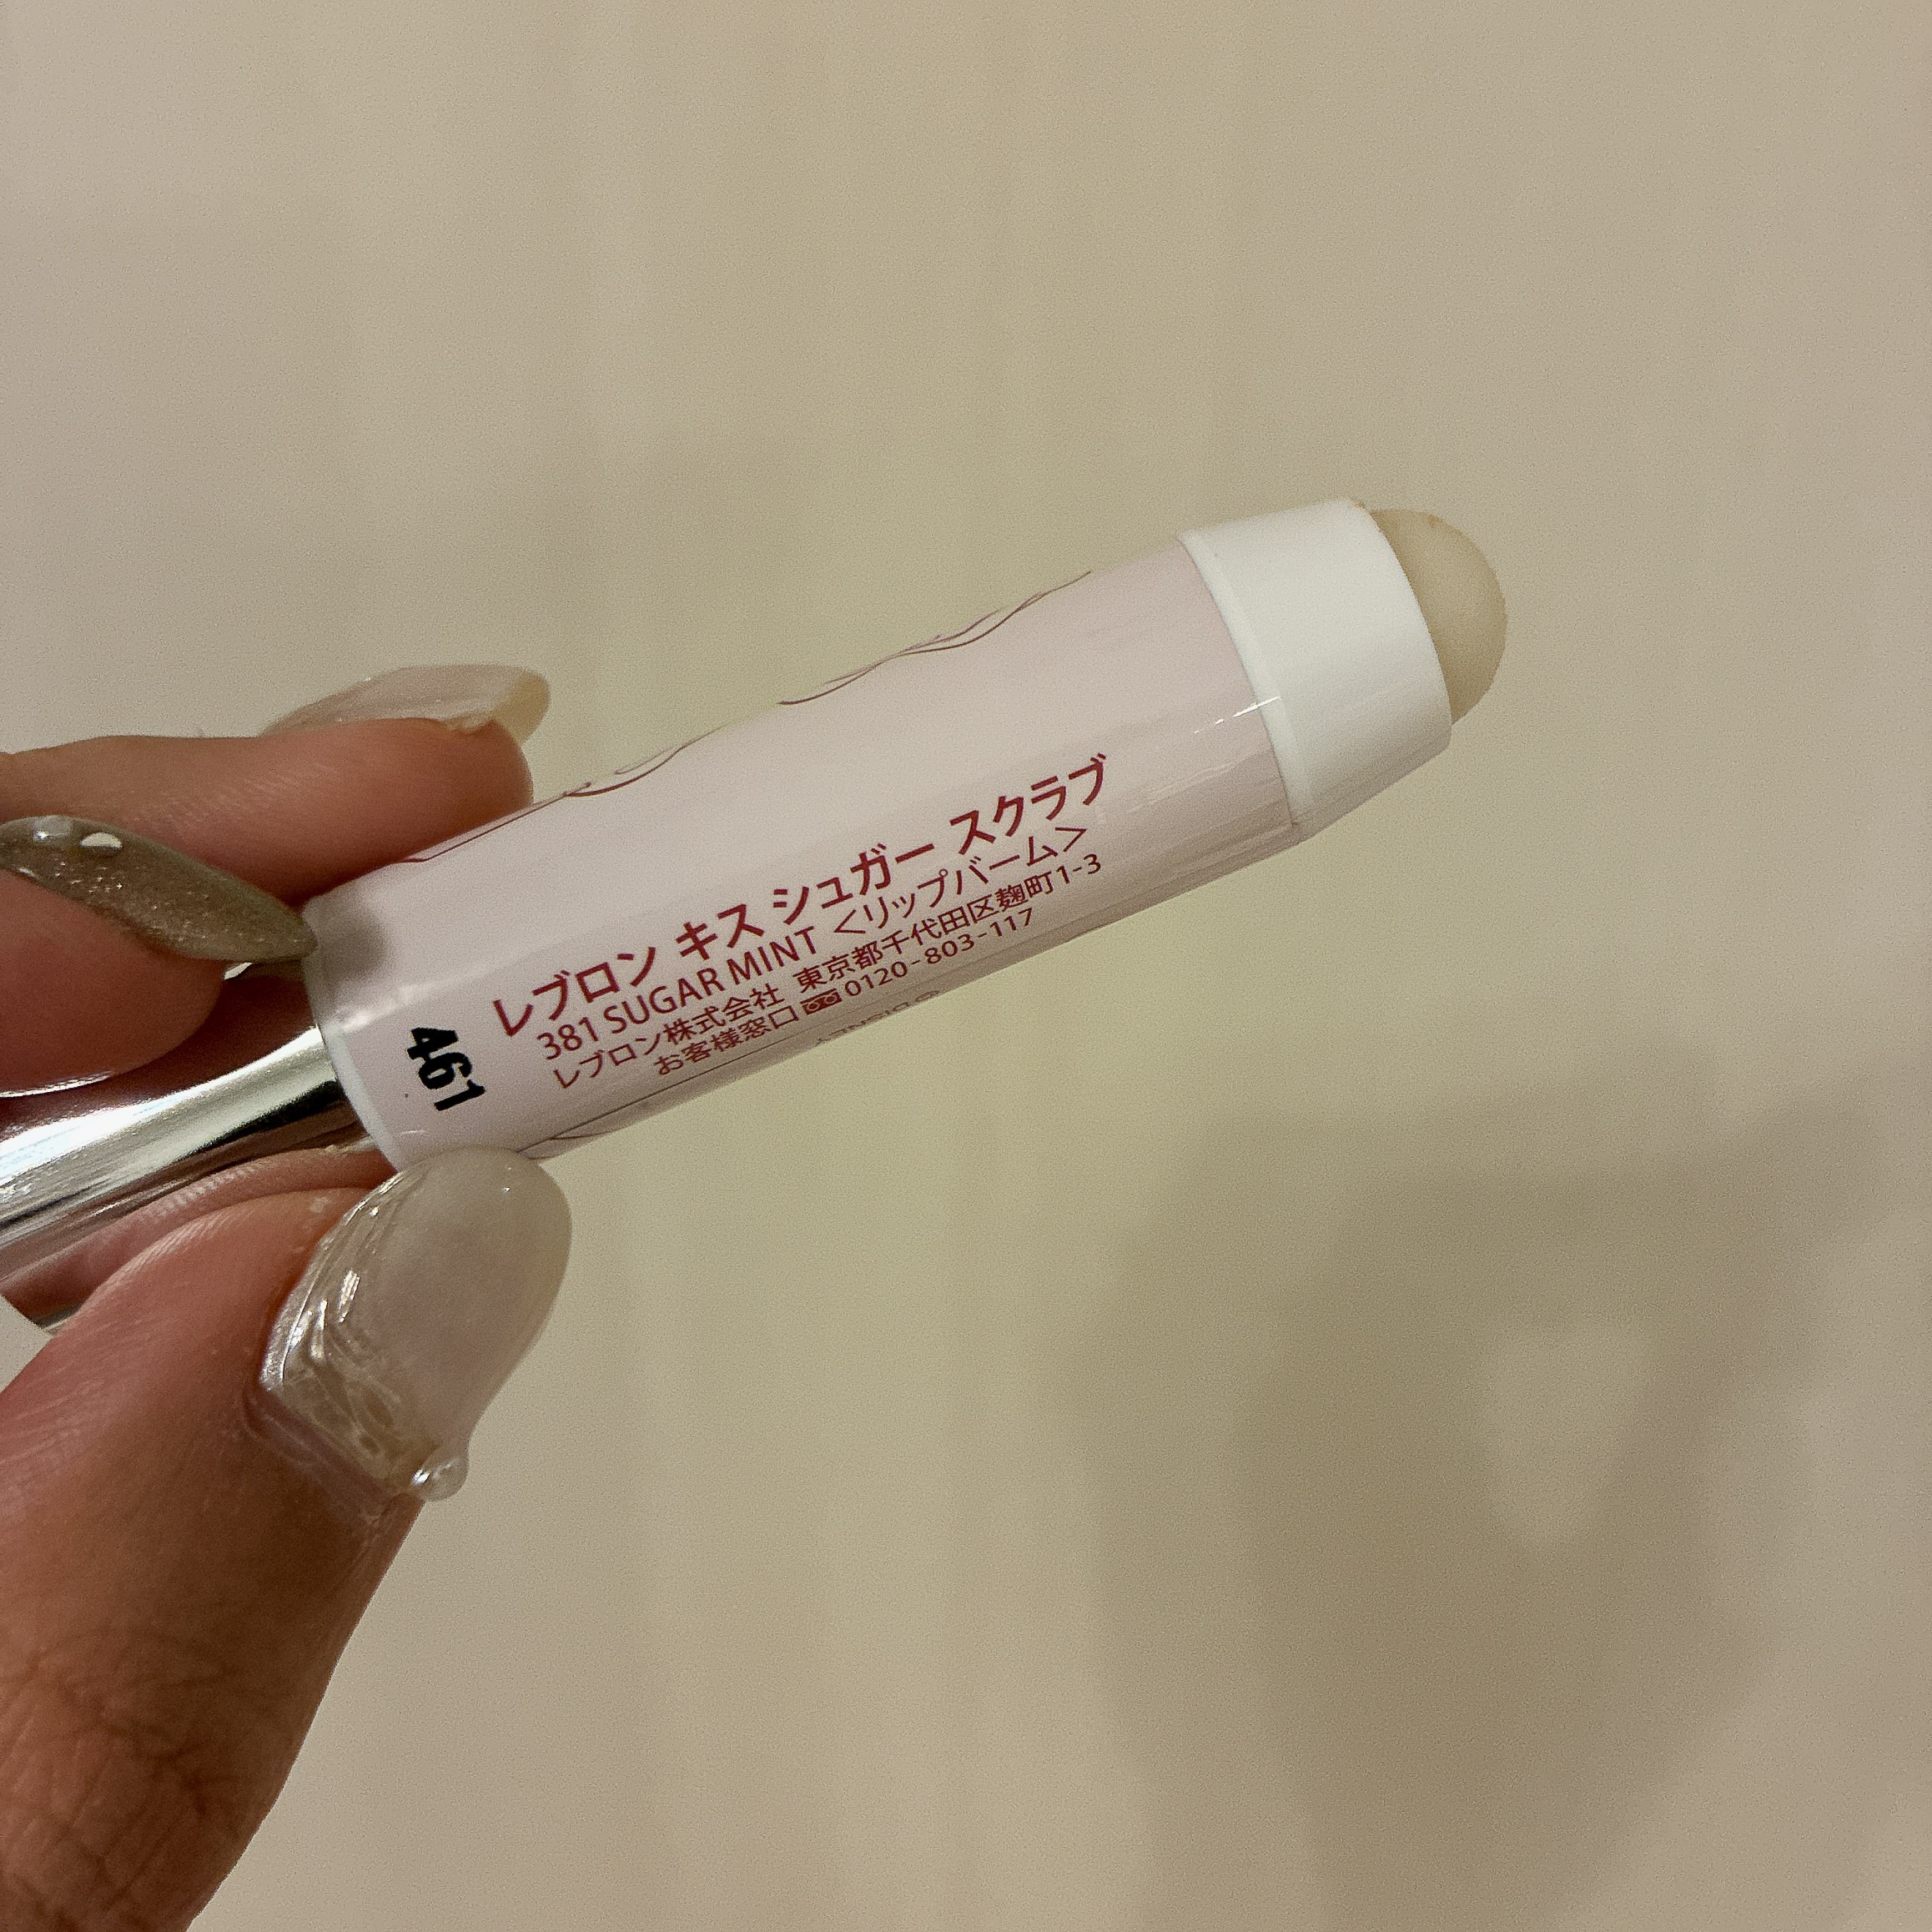 レブロン キス シュガー スクラブ
381 SUGAR MINT <リップバーム>
レブロン株式会社 東京都千代田区麹町1-3
お客様窓口 0120-803-117
461